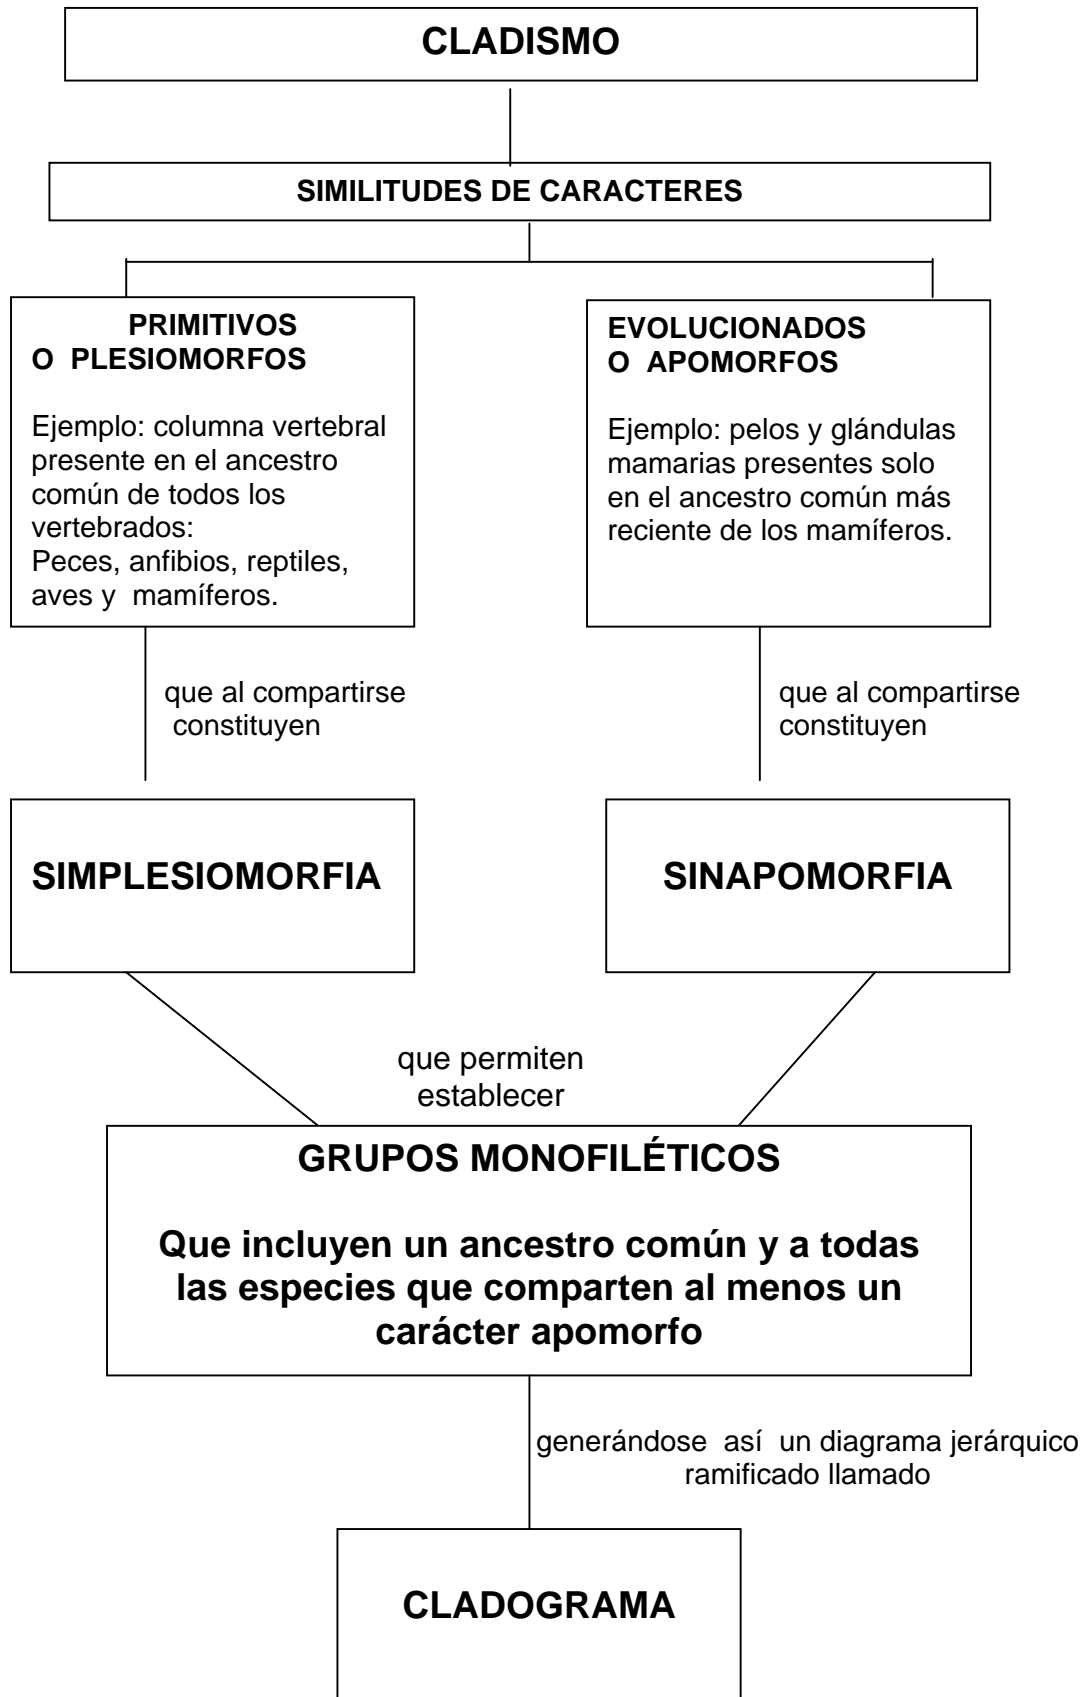 CLADISMO
SIMILITUDES DE CARACTERES
PRIMITIVOS
O PLESIOMORFOS
Ejemplo: columna vertebral
presente en el ancestro
común de todos los
vertebrados:
Peces, anfibios, reptiles,
aves y mamíferos.
EVOLUCIONADOS
O APOMORFOS
Ejemplo: pelos y glándulas
mamarias presentes solo
en el ancestro común más
reciente de los mamíferos.
que al compartirse
constituyen
que al compartirse
constituyen
SIMPLESIOMORFIA
SINAPOMORFIA
que permiten
establecer
GRUPOS MONOFILÉTICOS
Que incluyen un ancestro común y a todas
las especies que comparten al menos un
carácter apomorfo
generándose así un diagrama jerárquico
ramificado llamado
CLADOGRAMA